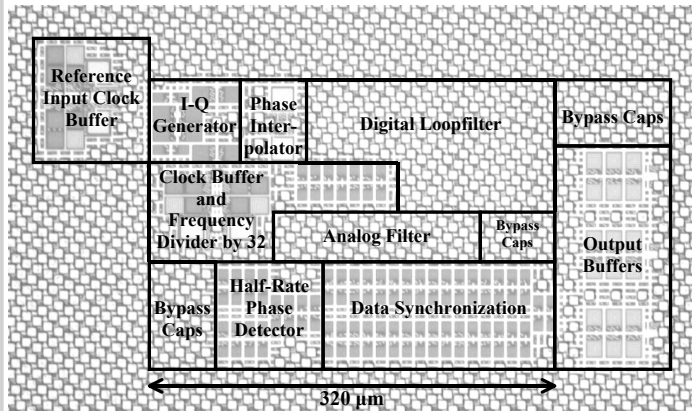 Reference
Input Clock
Buffer
I-Q
Generator
Phase
Inter-
polator
Digital Loopfilter
Bypass Caps
Clock Buffer
and
Frequency
Divider by 32
Analog Filter
Bypass
Caps
Output
Buffers
Bypass
Caps
Half-Rate
Phase
Detector
Data Synchronization
320 μm